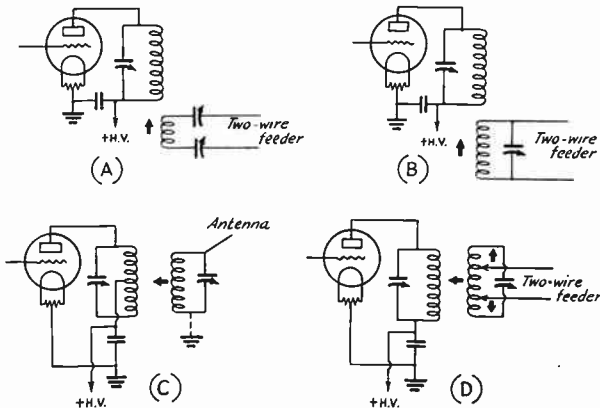 +H.V.
Two-wire
feeder
(A)
+H.V.
Two-wire
feeder
(B)
Antenna
+H.V.
(C)
Two-wire
feeder
+H.V.
(D)